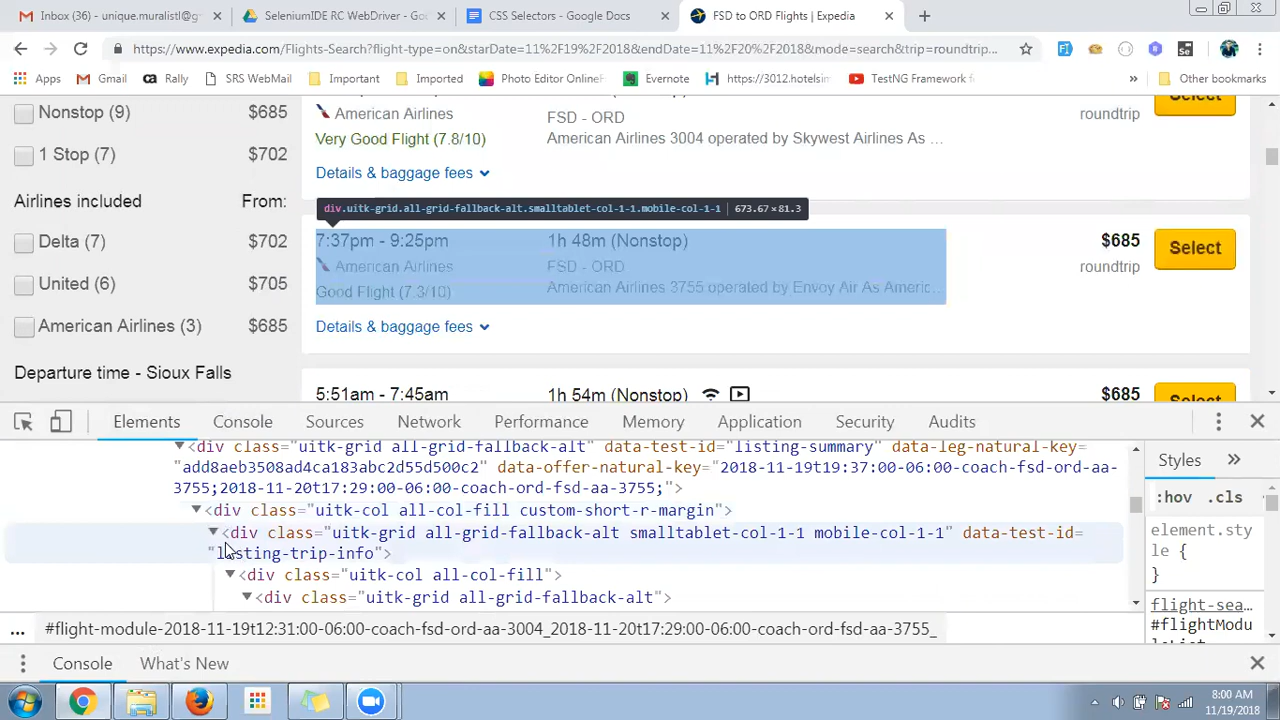 Inbox (36) - unique.muralistl@g
SeleniumIDE RC WebDriver - Go
CSS Selectors - Google Docs
FSD to ORD Flights | Expedia
https://www.expedia.com/Flights-Search?flight-type=on&starDate=11%2F19%2F2018&endDate=11%2F20%2F2018&mode=search&trip=roundtrip...
Apps
Gmail
Rally
SRS WebMail
Important
Imported
Photo Editor OnlineF
Evernote
https://3012.hotelsim
TestNG Framework f
»
Other bookmarks
Nonstop (9) $685
1 Stop (7) $702
Airlines included From:
Delta (7) $702
United (6) $705
American Airlines (3) $685
Departure time - Sioux Falls
American Airlines
FSD - ORD
roundtrip
Select
Very Good Flight (7.8/10)
American Airlines 3004 operated by Skywest Airlines As ...
Details & baggage fees
div.uitk-grid.all-grid-fallback-alt.smalltablet-col-1-1.mobile-col-1-1 | 673.67×81.3
7:37pm - 9:25pm 1h 48m (Nonstop) $685
Select
American Airlines FSD - ORD roundtrip
Good Flight (7.3/10) American Airlines 3755 operated by Envoy Air As Americ...
Details & baggage fees
5:51am - 7:45am 1h 54m (Nonstop) $685
Select
Elements Console Sources Network Performance Memory Application Security Audits
<div class="uitk-grid all-grid-fallback-alt" data-test-id="listing-summary" data-leg-natural-key=
"add8aeb3508ad4ca183abc2d55d500c2" data-offer-natural-key="2018-11-19t19:37:00-06:00-coach-fsd-ord-aa-
3755;2018-11-20t17:29:00-06:00-coach-ord-fsd-aa-3755;">
<div class="uitk-col all-col-fill custom-short-r-margin">
<div class="uitk-grid all-grid-fallback-alt smalltablet-col-1-1 mobile-col-1-1" data-test-id=
"listing-trip-info">
<div class="uitk-col all-col-fill">
<div class="uitk-grid all-grid-fallback-alt">
Styles »
:hov .cls
element.sty
le {
}
flight-sea...
#flightModu
... #flight-module-2018-11-19t12:31:00-06:00-coach-fsd-ord-aa-3004_2018-11-20t17:29:00-06:00-coach-ord-fsd-aa-3755_
Console What's New
8:00 AM
11/19/2018